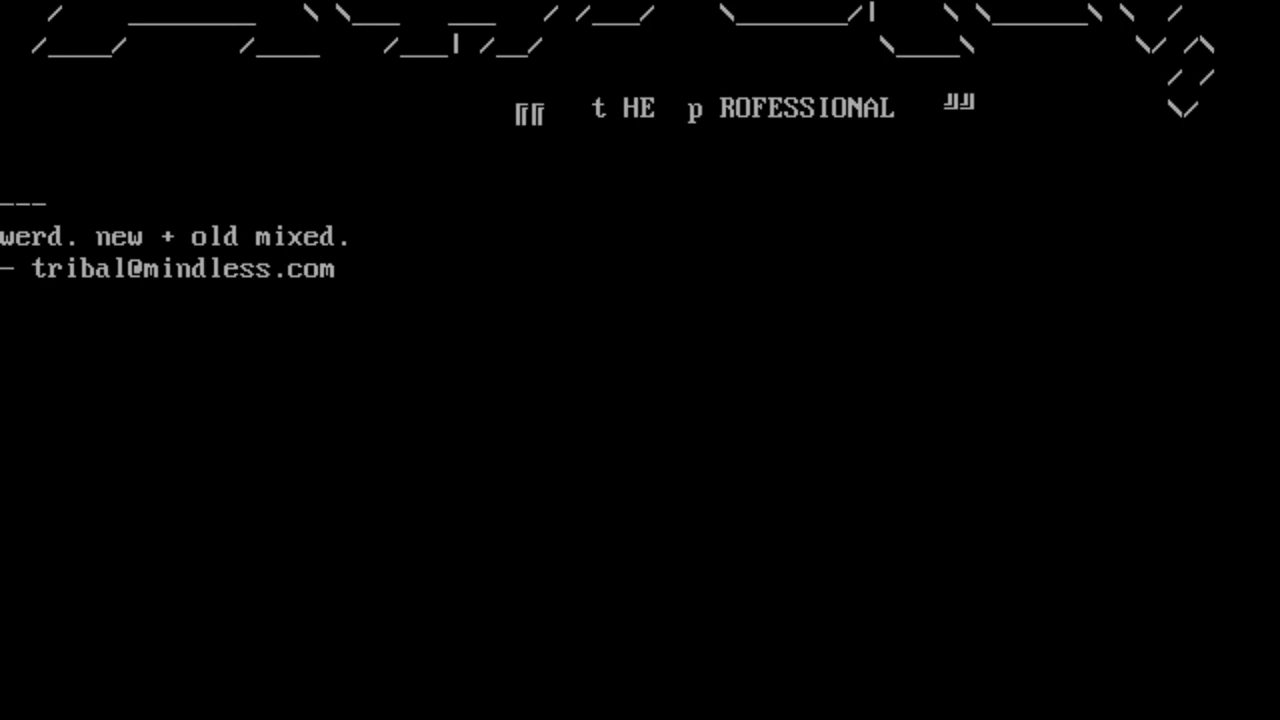 ╔╔ t HE p ROFESSIONAL ╝╝
---
werd. new + old mixed.
- tribal@mindless.com